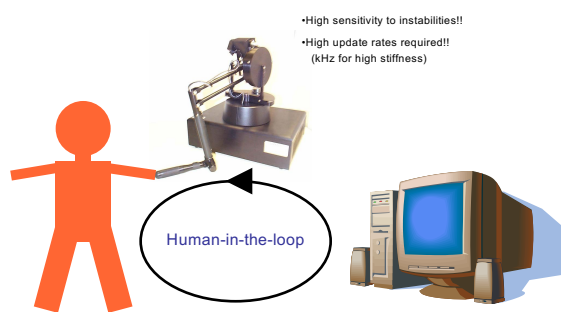 •High sensitivity to instabilities!!
•High update rates required!!
(kHz for high stiffness)
Human-in-the-loop